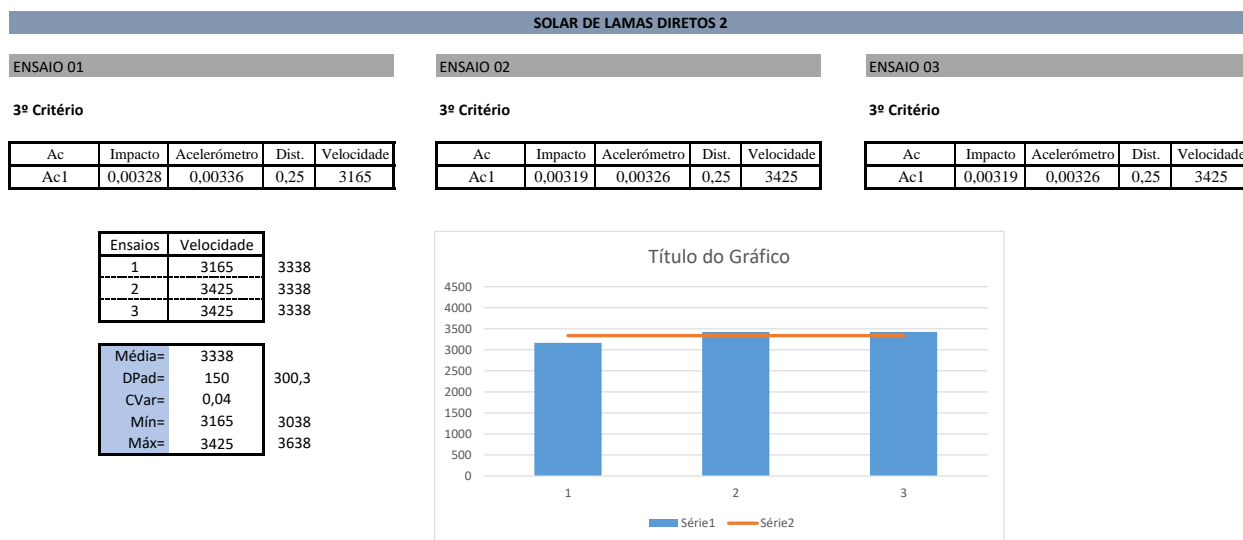 SOLAR DE LAMAS DIRETOS 2
ENSAIO 01 ENSAIO 02 ENSAIO 03
3º Critério 3º Critério 3º Critério
Ac Impacto Acelerómetro Dist. Velocidade Ac Impacto Acelerómetro Dist. Velocidade Ac Impacto Acelerómetro Dist. Velocidade
Ac1 0,00328 0,00336 0,25 3165 Ac1 0,00319 0,00326 0,25 3425 Ac1 0,00319 0,00326 0,25 3425
Ensaios Velocidade
1 3165 3338
2 3425 3338
3 3425 3338
Média= 3338
DPad= 150 300,3
CVar= 0,04
Mín= 3165 3038
Máx= 3425 3638
Título do Gráfico
4500
4000
3500
3000
2500
2000
1500
1000
500
0
1 2 3
Série1 Série2